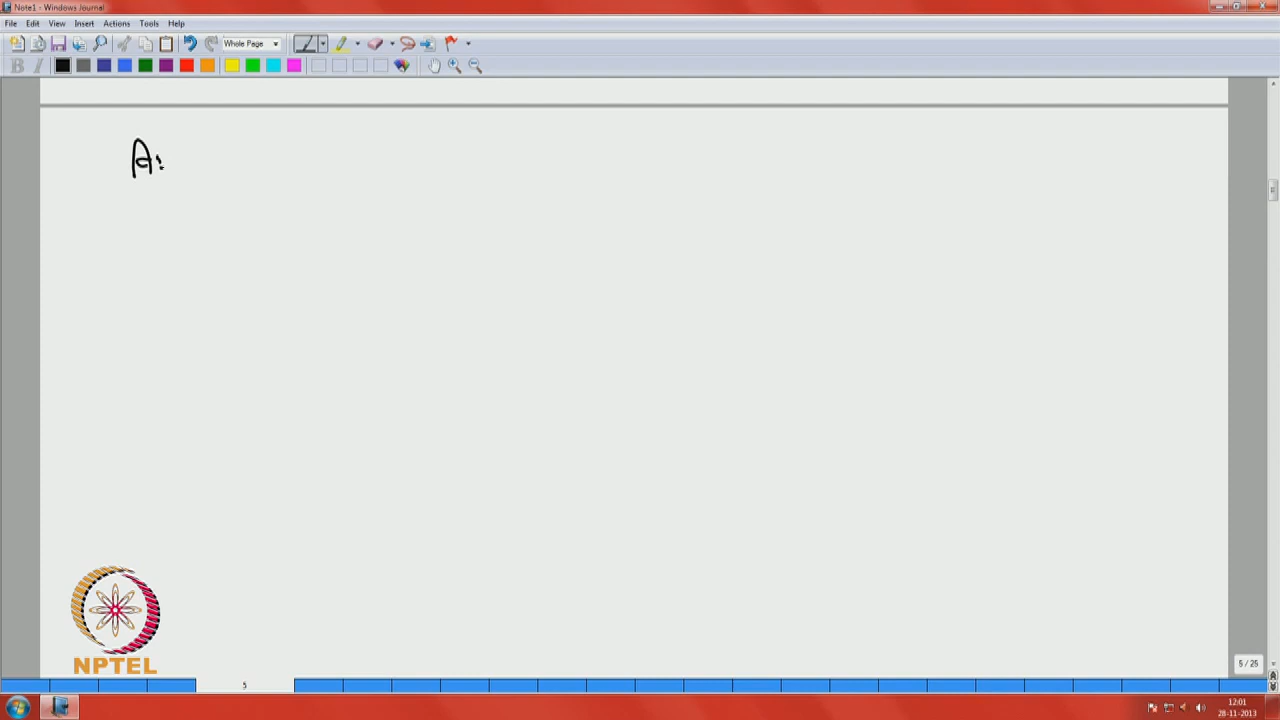 Note1 - Windows Journal
File Edit View Insert Actions Tools Help
Whole Page
B I
A:
NPTEL
5 / 25
5
12:01
28-11-2013